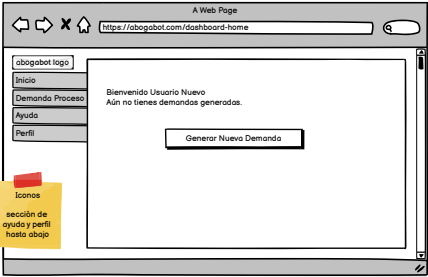 A Web Page
https://abogabot.com/dashboard-home
abogabot logo
Inicio
Demanda Proceso
Ayuda
Perfil
Bienvenido Usuario Nuevo
Aún no tienes demandas generadas.
Generar Nueva Demanda
Iconos
sección de
ayuda y perfil
hasta abajo